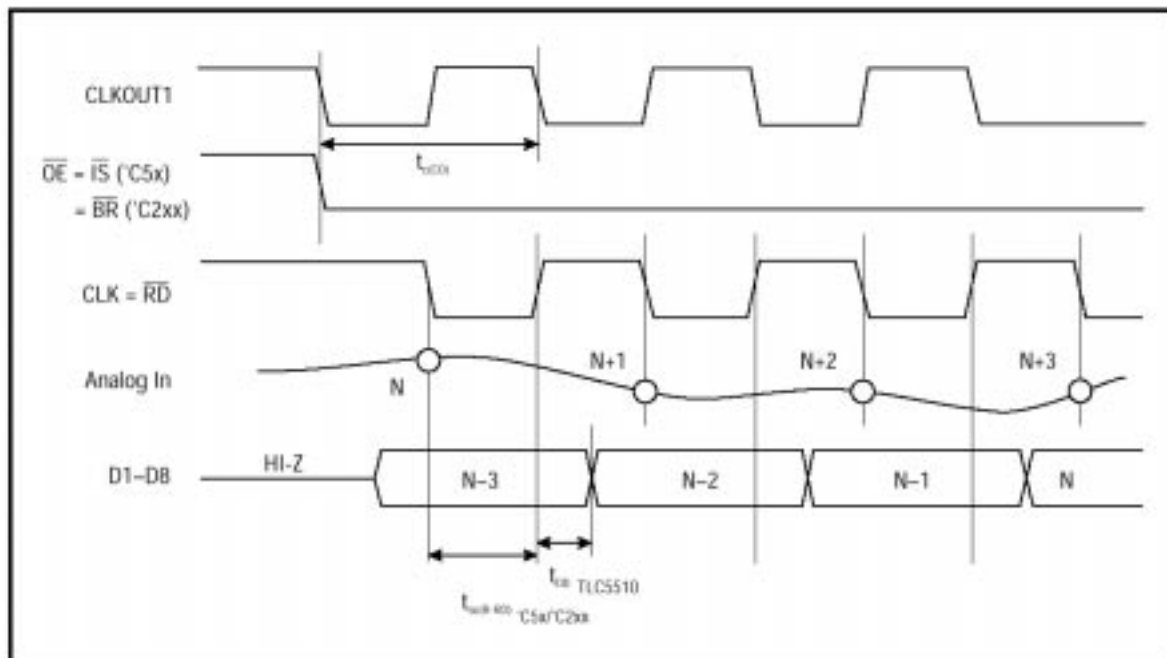 CLKOUT1
t
OE = IS ('C5x)
= BR ('C2xx)
CLK = RD
Analog In
N
N+1
N+2
N+3
D1–D8
HI-Z
N–3
N–2
N–1
N
t TLC5510
t 'C5x/'C2xx